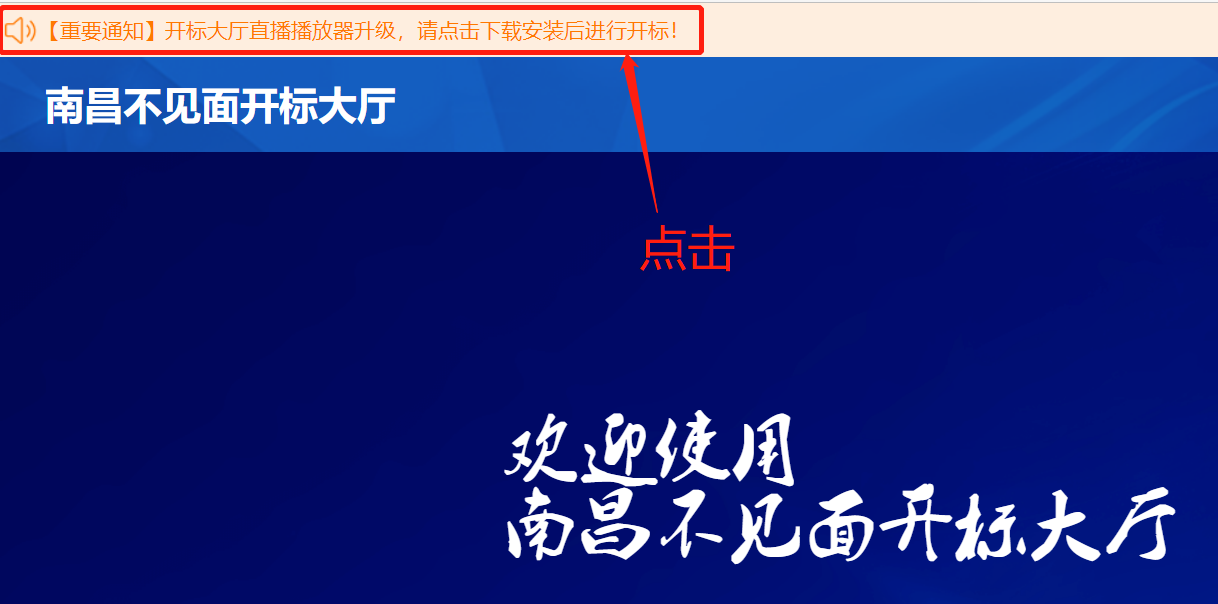 【重要通知】开标大厅直播播放器升级，请点击下载安装后进行开标！
南昌不见面开标大厅
点击
欢迎使用
南昌不见面开标大厅